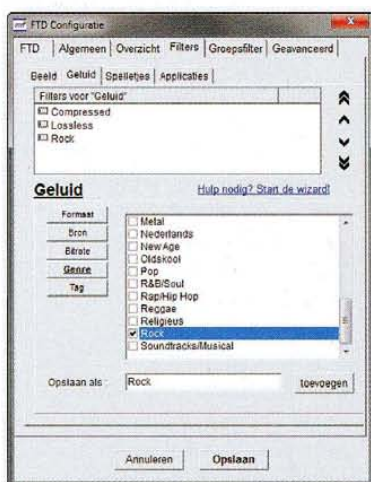 FTD Configuratie
FTD Algemeen Overzicht Filters Groepsfilter Geavanceerd
Beeld Geluid Spelletjes Applicaties
Filters voor "Geluid"
Compressed
Lossless
Rock
Geluid
Hulp nodig? Start de wizard!
Formaat
Bron
Bitrate
Genre
Tag
Metal
Nederlands
New Age
Oldskool
Pop
R&B/Soul
Rap/Hip Hop
Reggae
Religieus
Rock
Soundtracks/Musical
Opslaan als : Rock toevoegen
Annuleren Opslaan